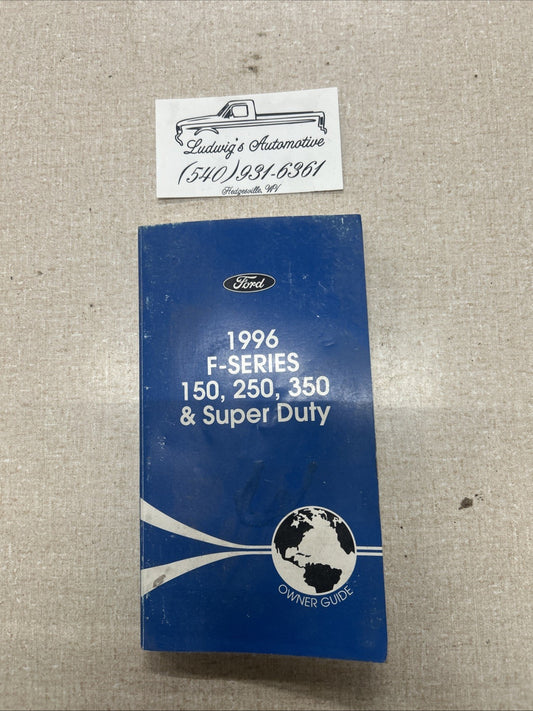 Ludwig's Automotive
(540)931-6361
Hedgesville, WV
Ford
1996
F-SERIES
150, 250, 350
& Super Duty
OWNER GUIDE